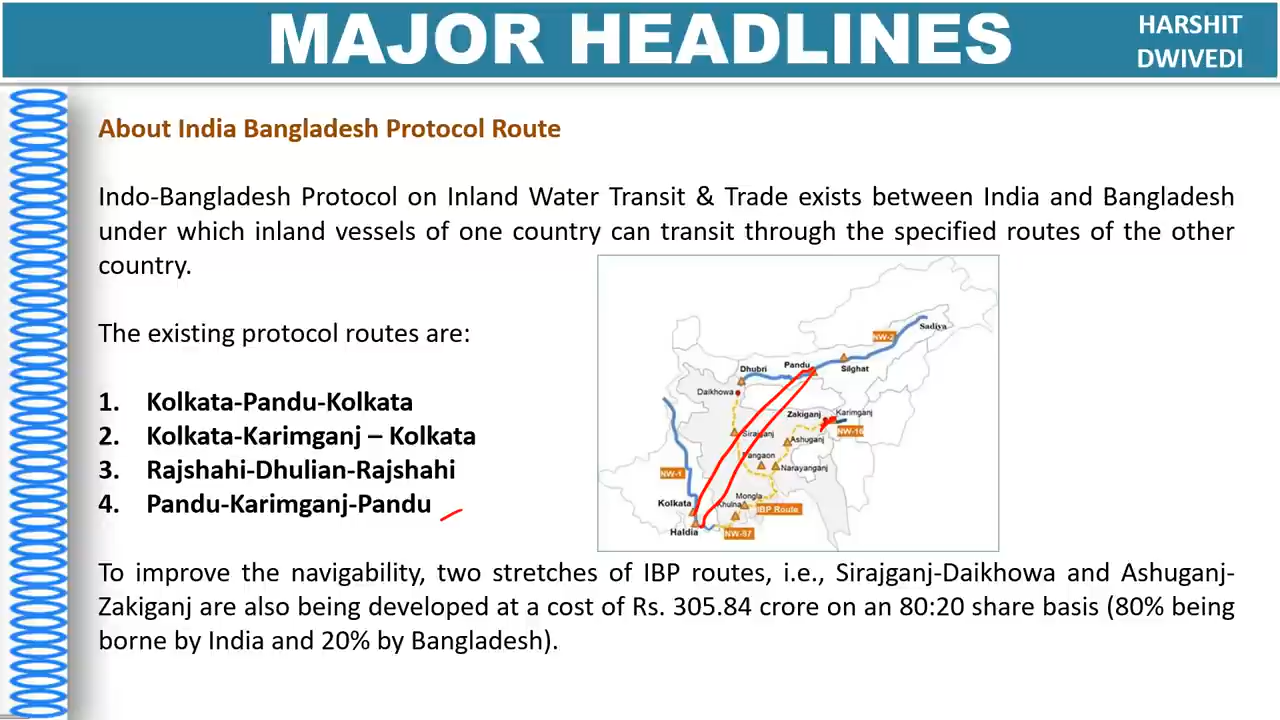 MAJOR HEADLINES
HARSHIT
DWIVEDI
About India Bangladesh Protocol Route
Indo-Bangladesh Protocol on Inland Water Transit & Trade exists between India and Bangladesh
under which inland vessels of one country can transit through the specified routes of the other
country.
The existing protocol routes are:
1. Kolkata-Pandu-Kolkata
2. Kolkata-Karimganj – Kolkata
3. Rajshahi-Dhulian-Rajshahi
4. Pandu-Karimganj-Pandu
Sadiya
NW-2
Pandu
Silghat
Dhubri
Daikhowa
Zakiganj
Karimganj
NW-16
Sirajganj
Ashuganj
Narayanganj
NW-1
Mongla
Kolkata
Khulna
IBP Route
Haldia
NW-97
To improve the navigability, two stretches of IBP routes, i.e., Sirajganj-Daikhowa and Ashuganj-
Zakiganj are also being developed at a cost of Rs. 305.84 crore on an 80:20 share basis (80% being
borne by India and 20% by Bangladesh).